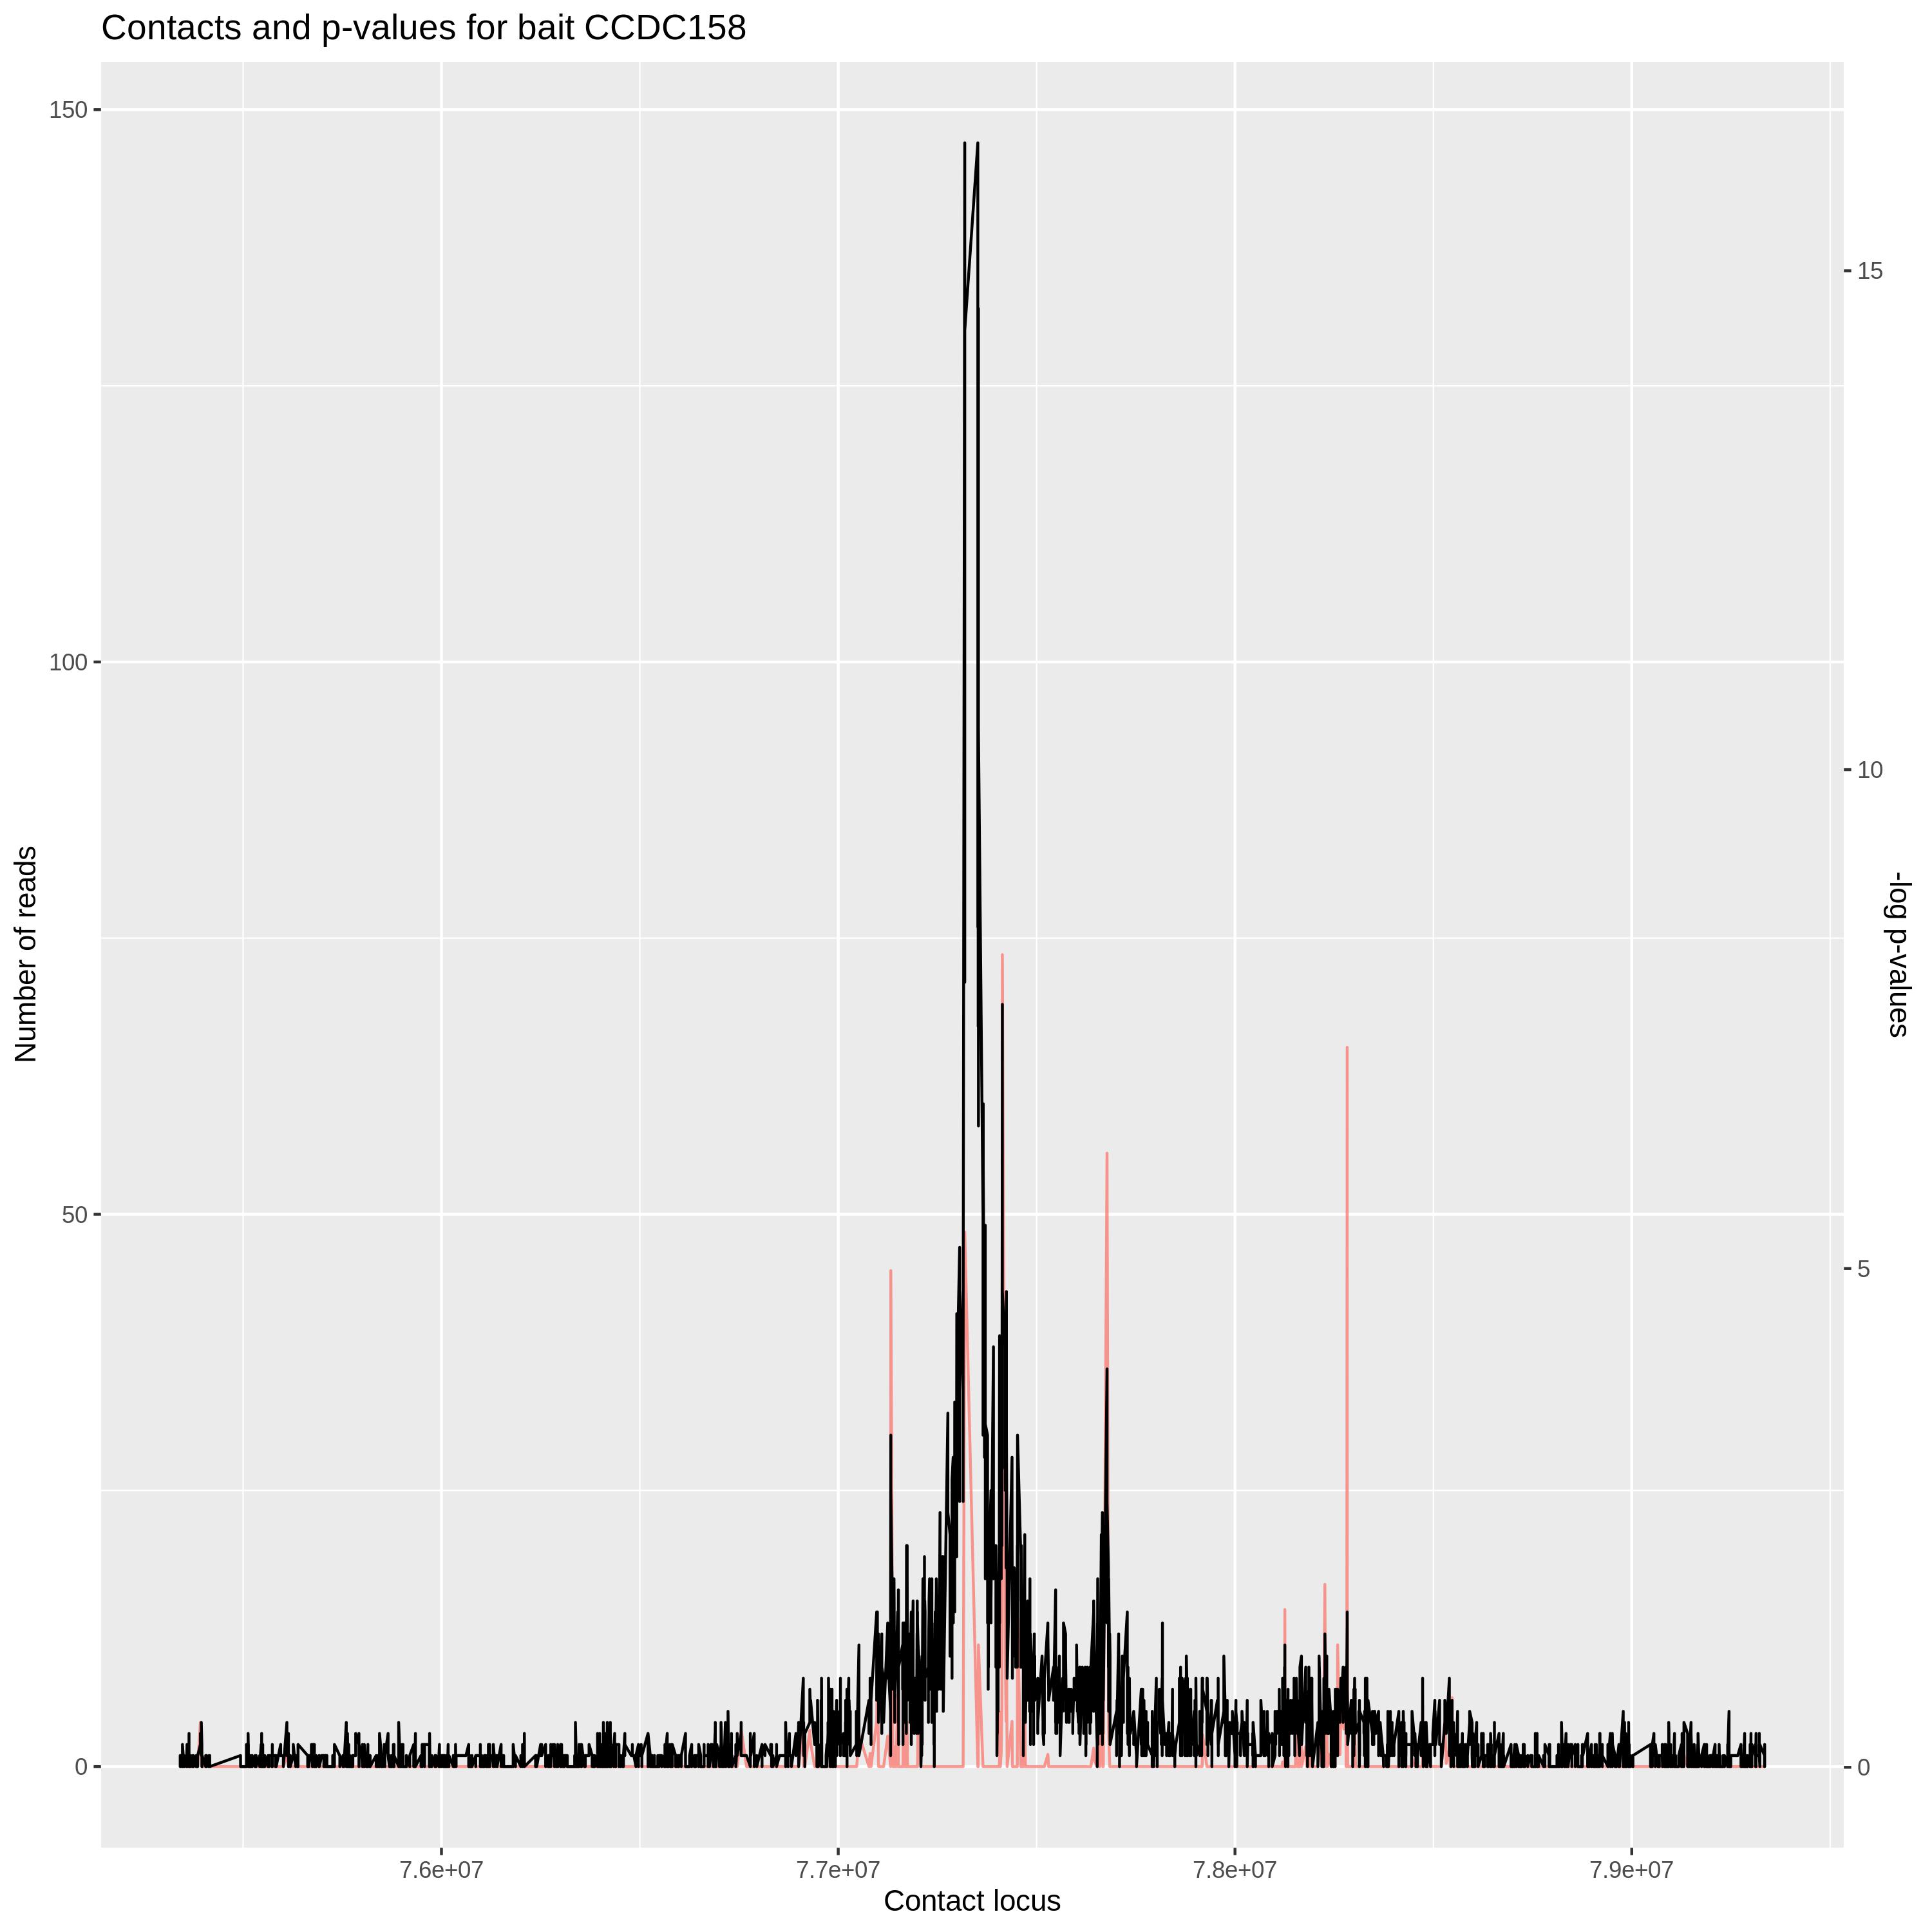 Contacts and p-values for bait CCDC158
150
100
50
0
Number of reads
15
10
5
0
-log p-values
7.6e+07
7.7e+07
7.8e+07
7.9e+07
Contact locus